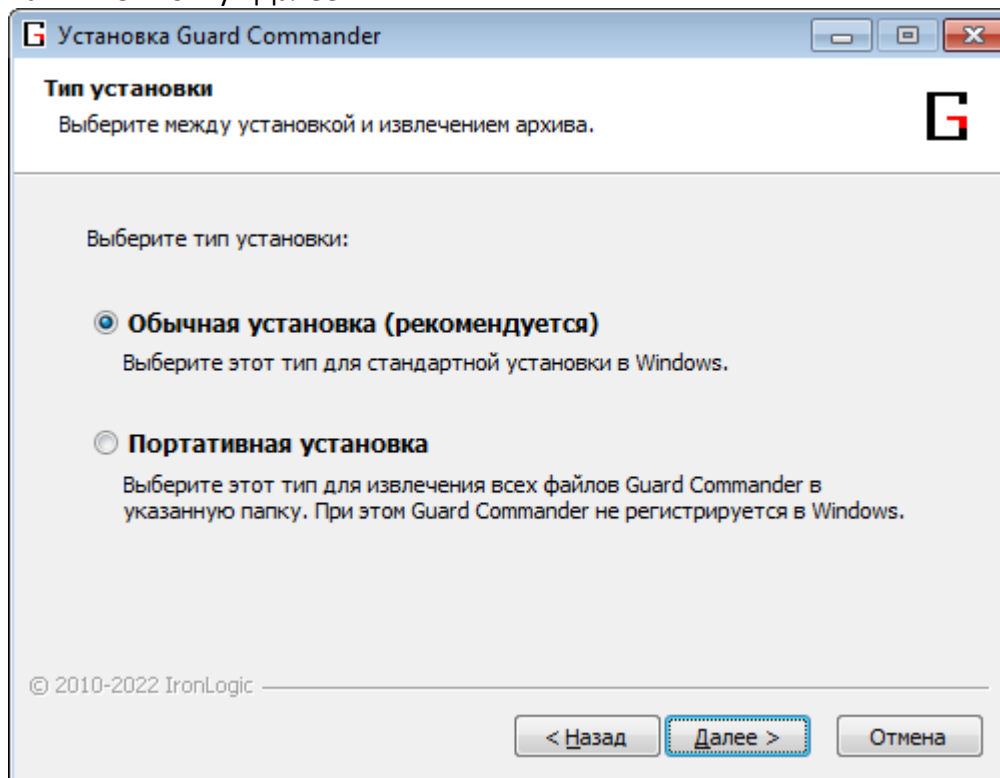 Установка Guard Commander
Тип установки
Выберите между установкой и извлечением архива.
Выберите тип установки:
Обычная установка (рекомендуется)
Выберите этот тип для стандартной установки в Windows.
Портативная установка
Выберите этот тип для извлечения всех файлов Guard Commander в
указанную папку. При этом Guard Commander не регистрируется в Windows.
© 2010-2022 IronLogic
< Назад
Далее >
Отмена